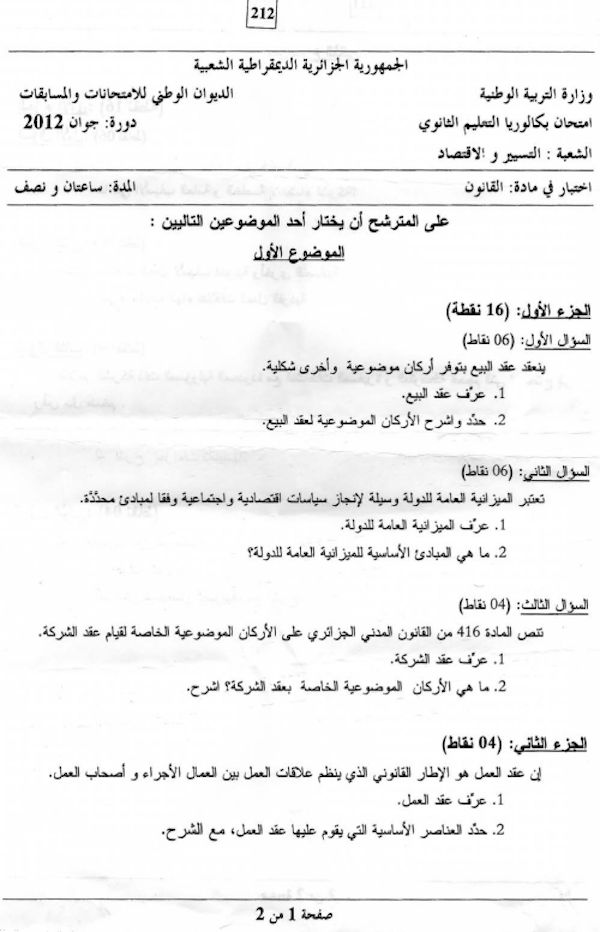 212
الجمهورية الجزائرية الديمقراطية الشعبية
وزارة التربية الوطنية الديوان الوطني للامتحانات والمسابقات
امتحان بكالوريا التعليم الثانوي دورة: جوان 2012
الشعبة : التسيير و الاقتصاد
اختبار في مادة: القانون المدة: ساعتان و نصف
على المترشح أن يختار أحد الموضوعين التاليين :
الموضوع الأول
الجزء الأول: (16 نقطة)
السؤال الأول: (06 نقاط)
ينعقد عقد البيع بتوفر أركان موضوعية وأخرى شكلية.
1. عرّف عقد البيع.
2. حدّد واشرح الأركان الموضوعية لعقد البيع.
السؤال الثاني: (06 نقاط)
تعتبر الميزانية العامة للدولة وسيلة لإنجاز سياسات اقتصادية واجتماعية وفقا لمبادئ محدَّدَة.
1. عرّف الميزانية العامة للدولة.
2. ما هي المبادئ الأساسية للميزانية العامة للدولة؟
السؤال الثالث: (04 نقاط)
تنص المادة 416 من القانون المدني الجزائري على الأركان الموضوعية الخاصة لقيام عقد الشركة.
1. عرّف عقد الشركة.
2. ما هي الأركان الموضوعية الخاصة بعقد الشركة؟ اشرح.
الجزء الثاني: (04 نقاط)
إن عقد العمل هو الإطار القانوني الذي ينظم علاقات العمل بين العمال الأجراء و أصحاب العمل.
1. عرّف عقد العمل.
2. حدّد العناصر الأساسية التي يقوم عليها عقد العمل، مع الشرح.
صفحة 1 من 2